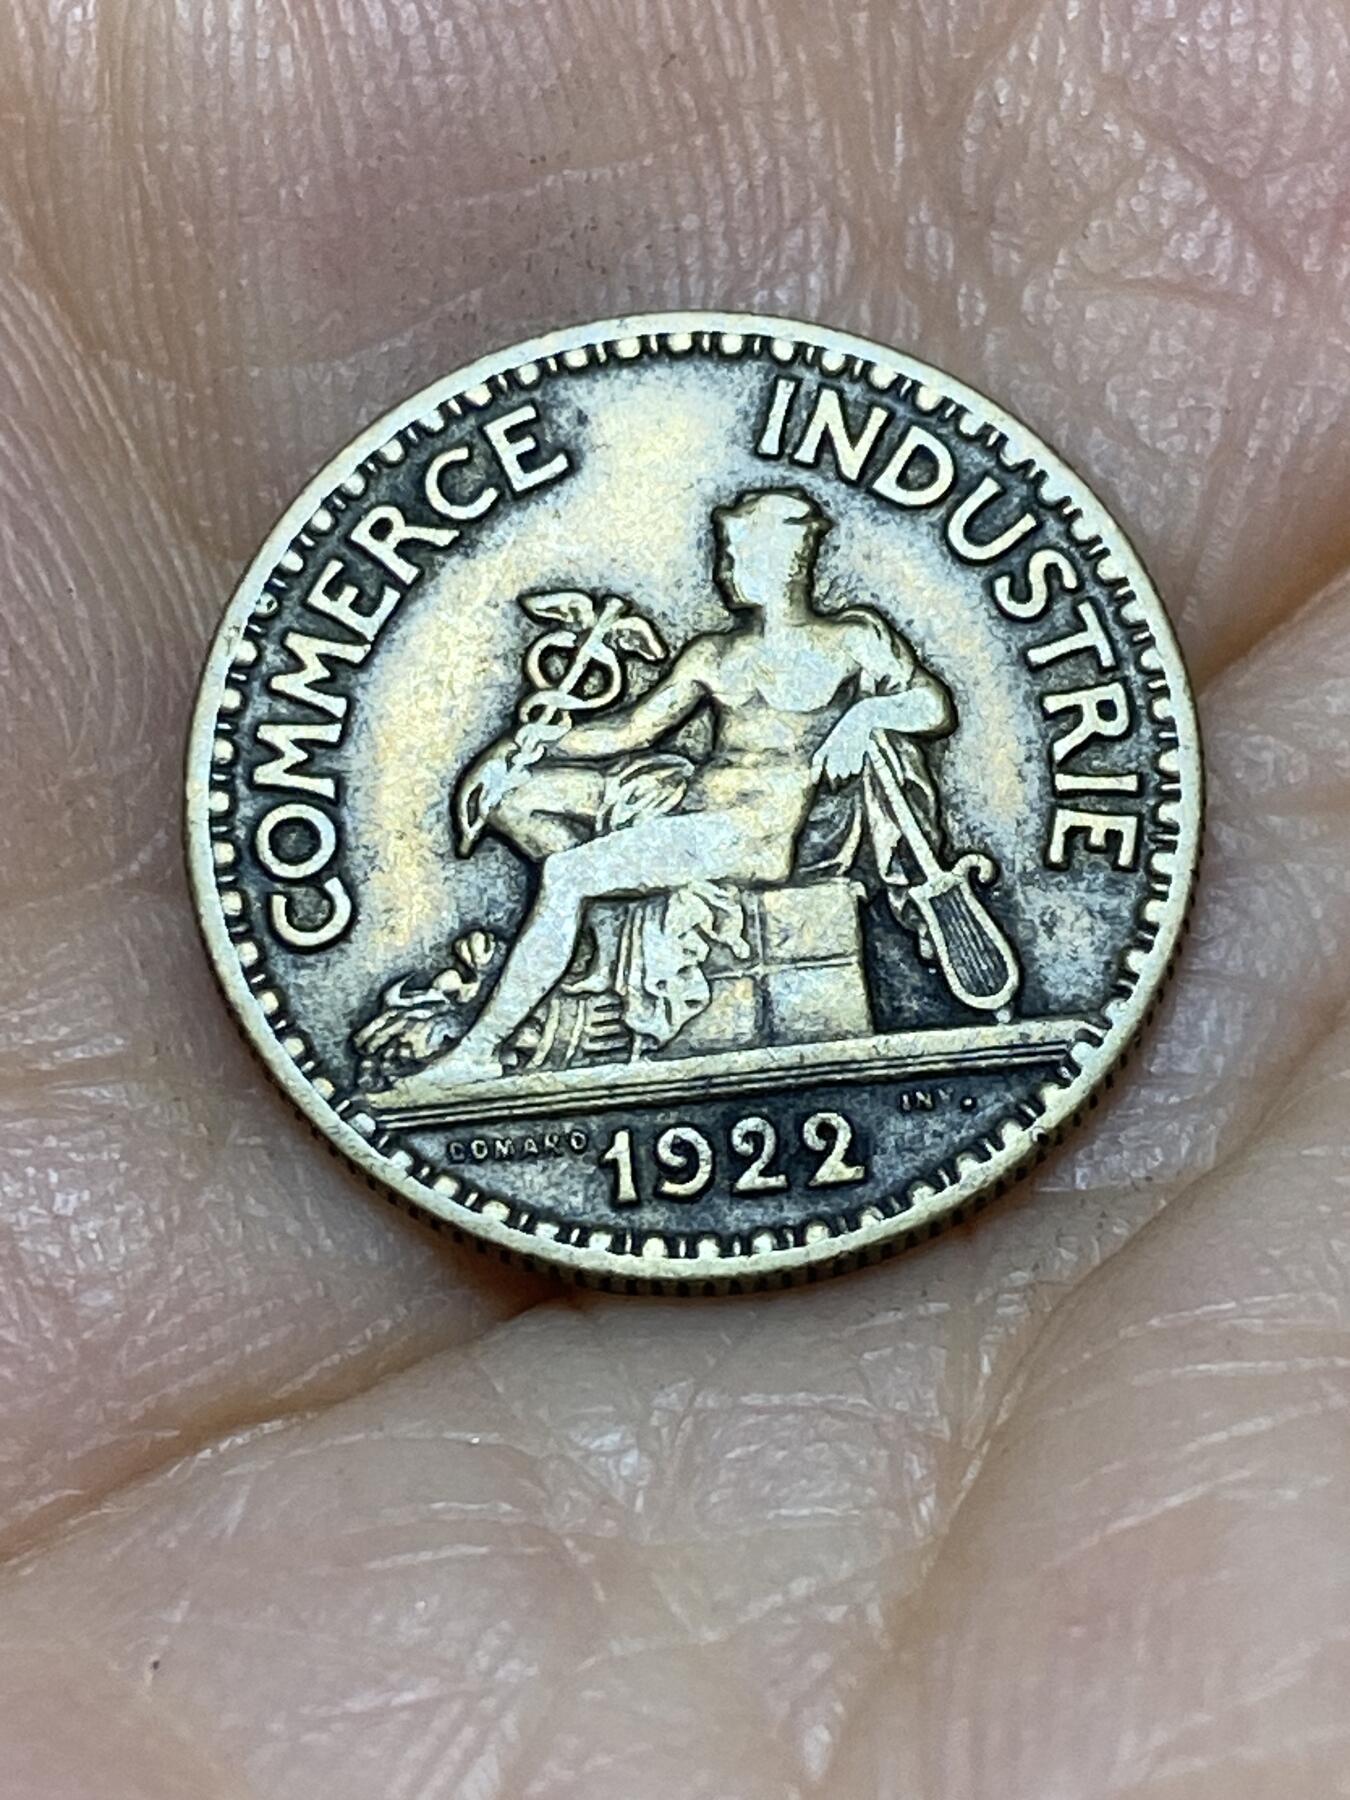 COMMERCE INDUSTRIE
DOMARD INV.
1922